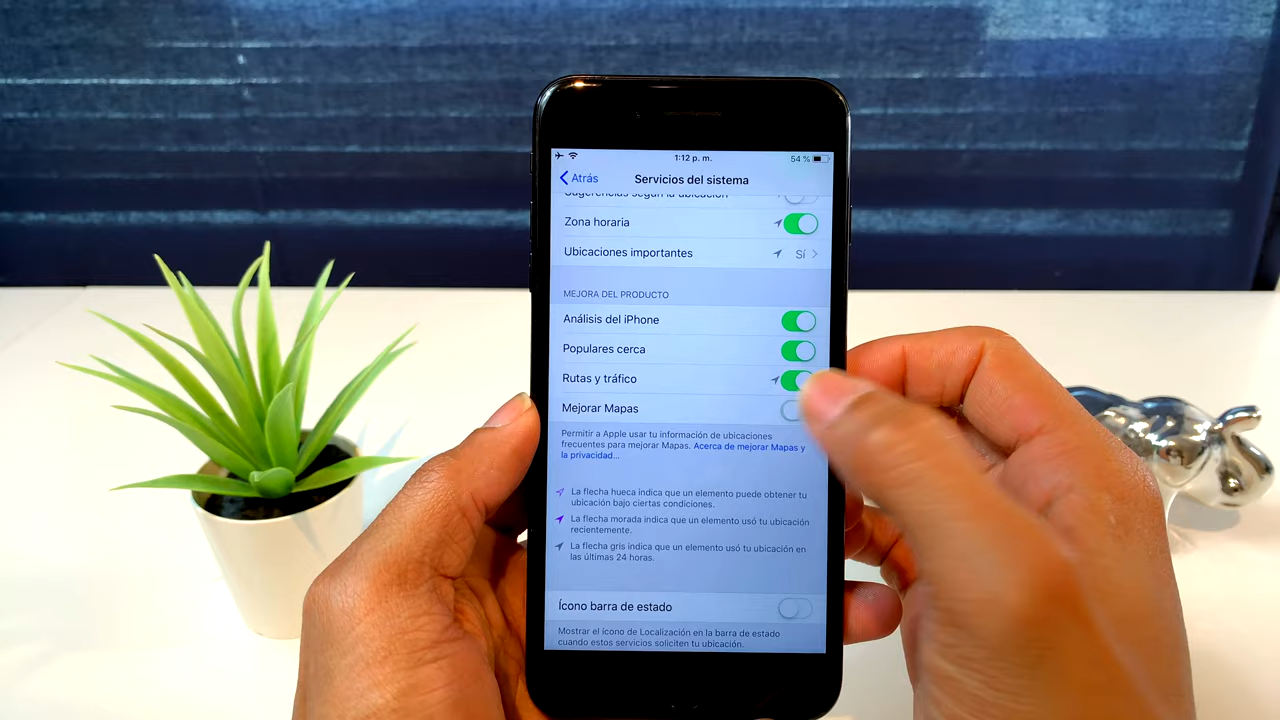 1:12 p. m.
54 %
Atrás
Servicios del sistema
Sugerencias según la ubicación
Zona horaria
Ubicaciones importantes
Sí
MEJORA DEL PRODUCTO
Análisis del iPhone
Populares cerca
Rutas y tráfico
Mejorar Mapas
Permitir a Apple usar tu información de ubicaciones
frecuentes para mejorar Mapas. Acerca de mejorar Mapas y
la privacidad...
La flecha hueca indica que un elemento puede obtener tu
ubicación bajo ciertas condiciones.
La flecha morada indica que un elemento usó tu ubicación
recientemente.
La flecha gris indica que un elemento usó tu ubicación en
las últimas 24 horas.
Ícono barra de estado
Mostrar el ícono de Localización en la barra de estado
cuando estos servicios soliciten tu ubicación.